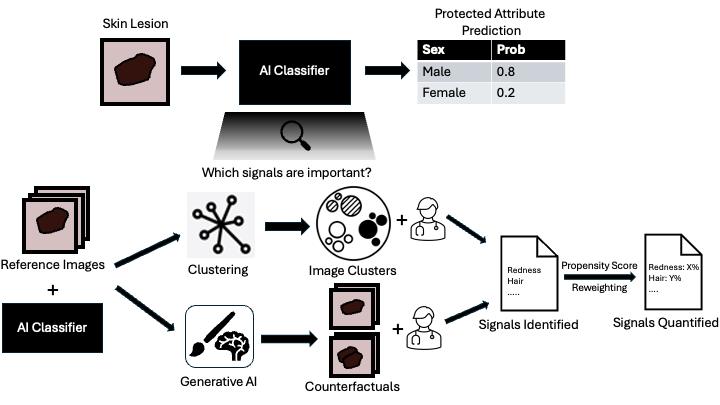 Skin Lesion
AI Classifier
Protected Attribute
Prediction
Sex Prob
Male 0.8
Female 0.2
Which signals are important?
Reference Images
+
AI Classifier
Clustering
Image Clusters
+
Generative AI
Counterfactuals
+
Redness
Hair
.....
Signals Identified
Propensity Score
Reweighting
Redness: X%
Hair: Y%
....
Signals Quantified